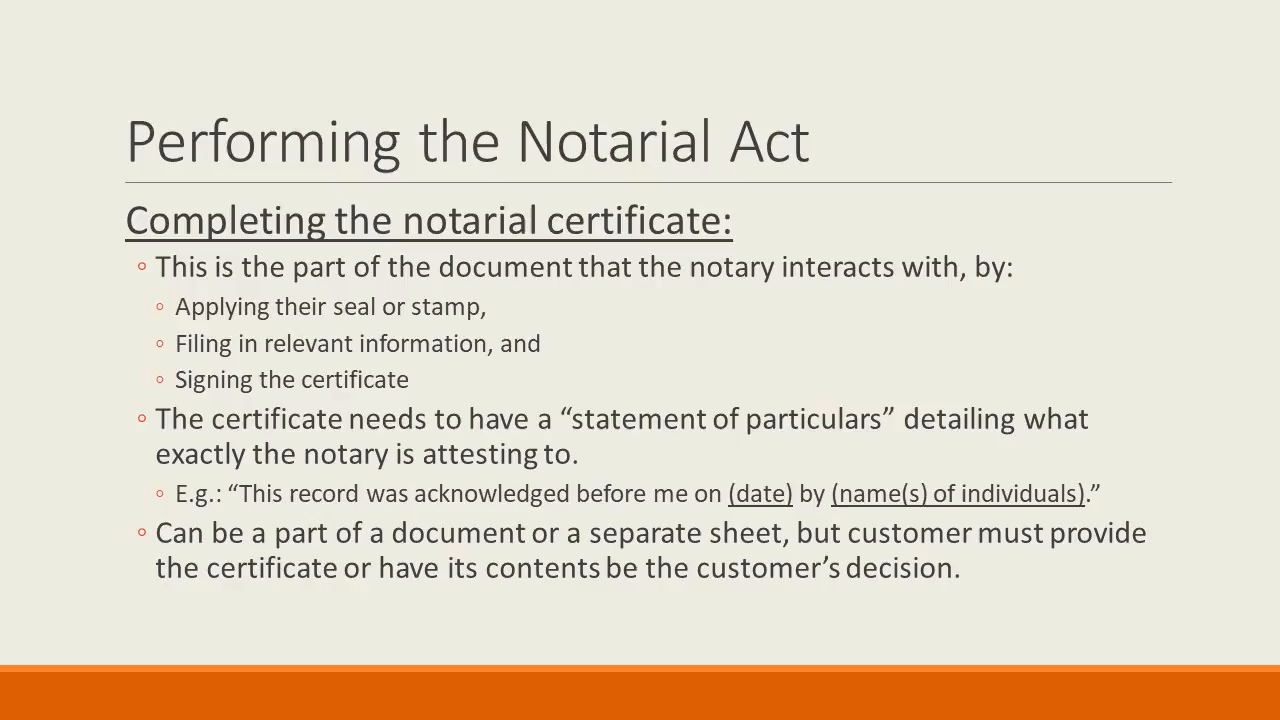 Performing the Notarial Act
Completing the notarial certificate:
◦ This is the part of the document that the notary interacts with, by:
◦ Applying their seal or stamp,
◦ Filing in relevant information, and
◦ Signing the certificate
◦ The certificate needs to have a “statement of particulars” detailing what
exactly the notary is attesting to.
◦ E.g.: “This record was acknowledged before me on (date) by (name(s) of individuals).”
◦ Can be a part of a document or a separate sheet, but customer must provide
the certificate or have its contents be the customer’s decision.